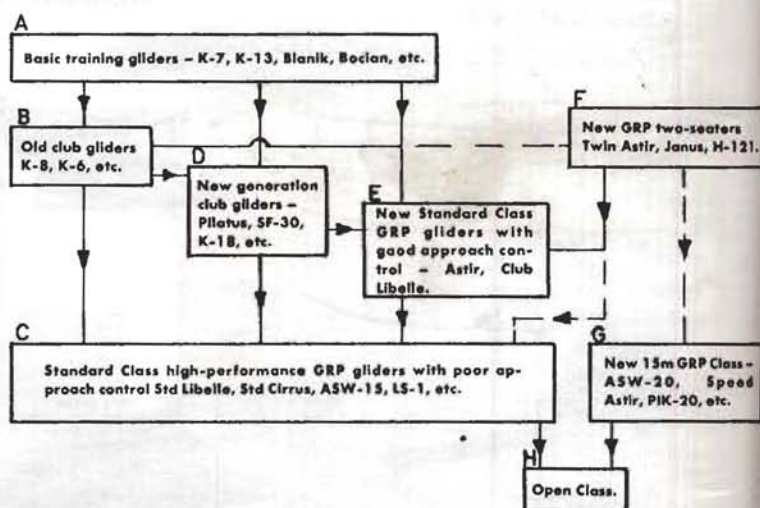 A
Basic training gliders – K-7, K-13, Blanik, Bocian, etc.
B
Old club gliders
K-8, K-6, etc.
D
New generation
club gliders –
Pilatus, SF-30,
K-18, etc.
E
New Standard Class
GRP gliders with
good approach con-
trol – Astir, Club
Libelle.
F
New GRP two-seaters
Twin Astir, Janus, H-121.
C
Standard Class high-performance GRP gliders with poor ap-
proach control Std Libelle, Std Cirrus, ASW-15, LS-1, etc.
G
New 15m GRP Class –
ASW-20, Speed
Astir, PIK-20, etc.
H
Open Class.